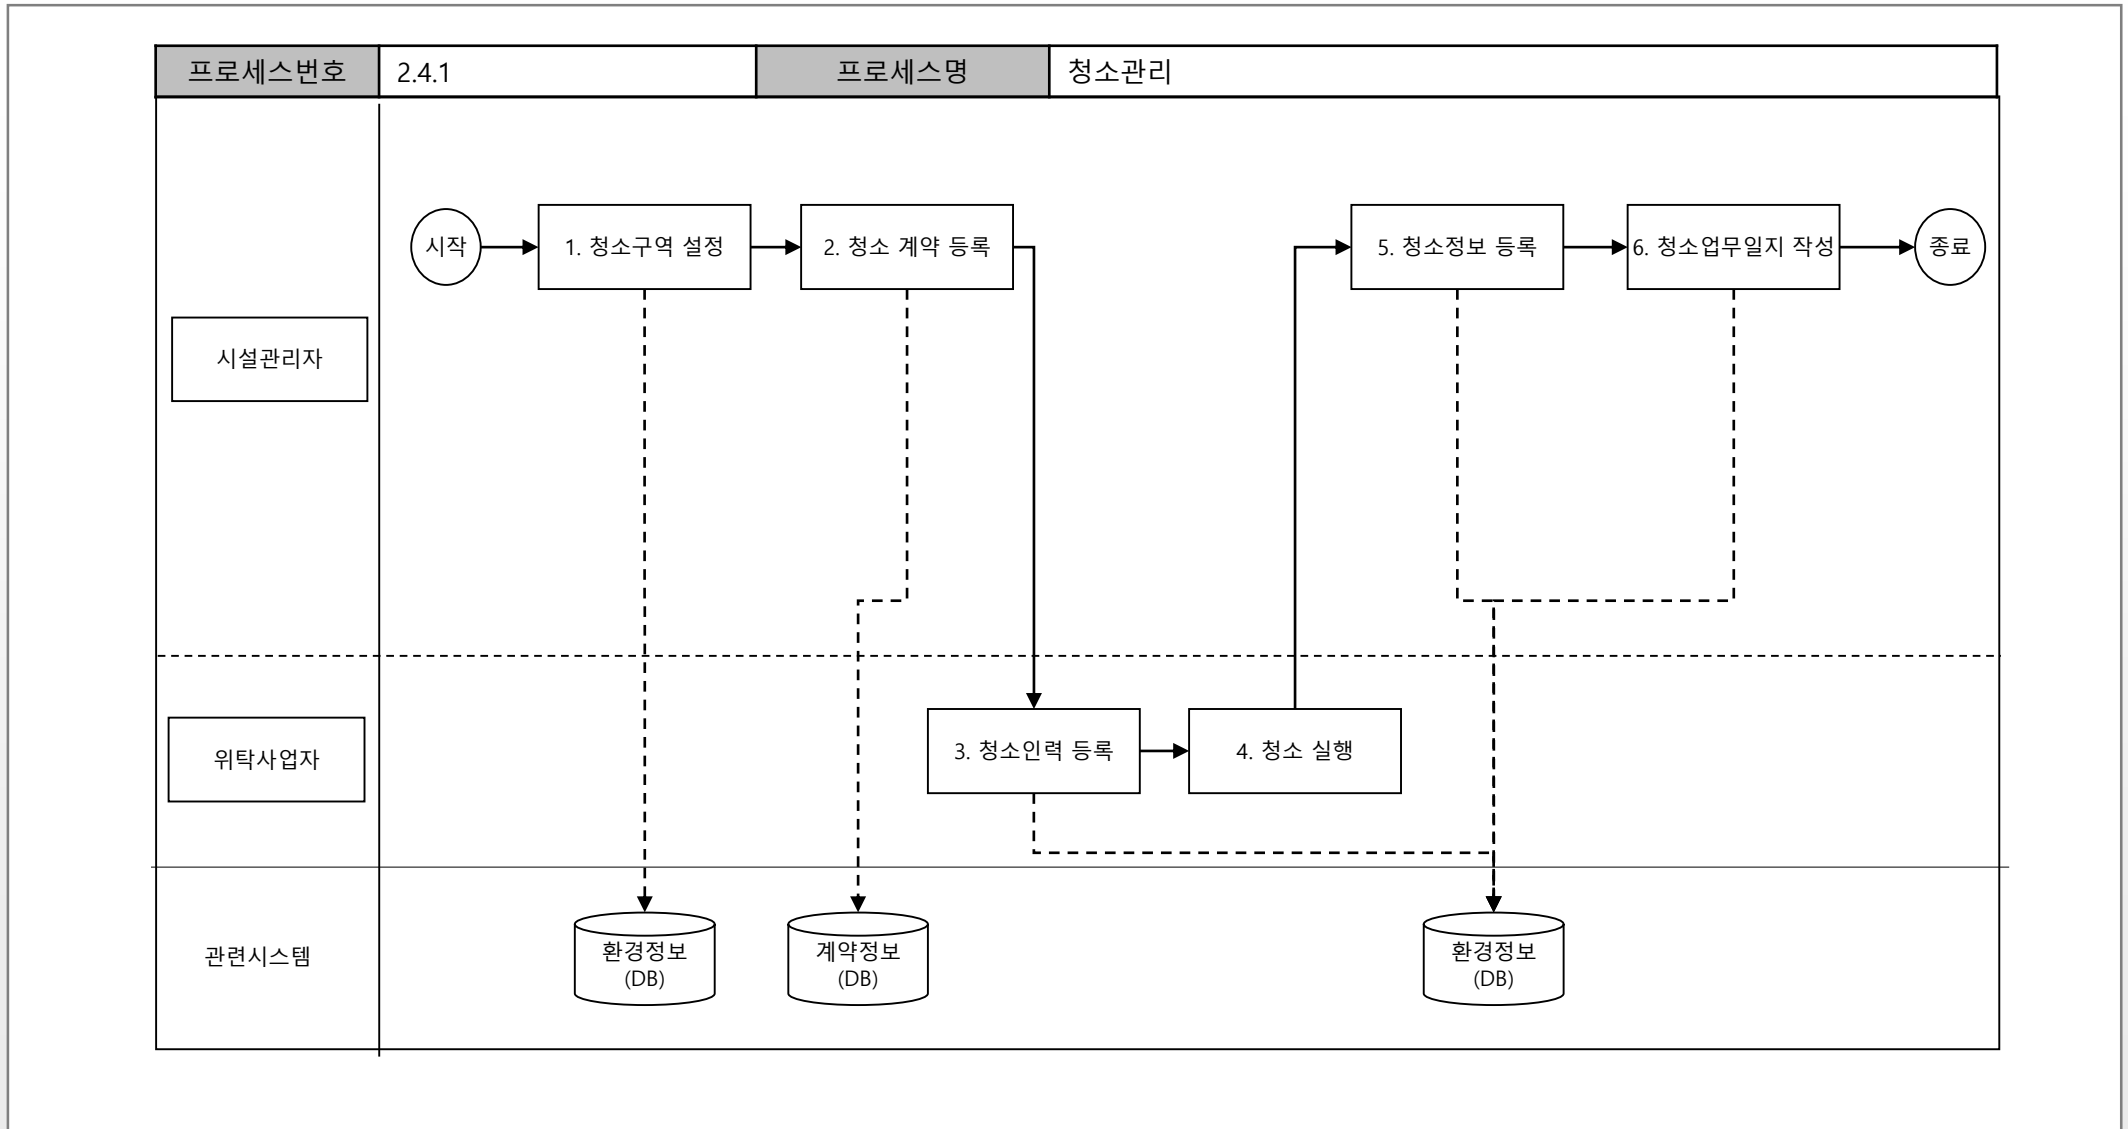 프로세스번호
2.4.1
프로세스명
청소관리
시작
1. 청소구역 설정
2. 청소 계약 등록
5. 청소정보 등록
6. 청소업무일지 작성
종료
시설관리자
위탁사업자
3. 청소인력 등록
4. 청소 실행
관련시스템
환경정보
(DB)
계약정보
(DB)
환경정보
(DB)